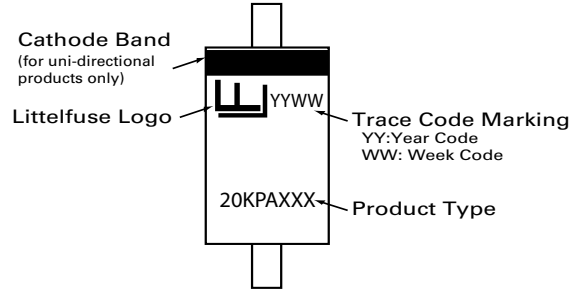 Cathode Band
(for uni-directional
products only)
Littelfuse Logo
YYWW
Trace Code Marking
YY:Year Code
WW: Week Code
20KPAXXX
Product Type